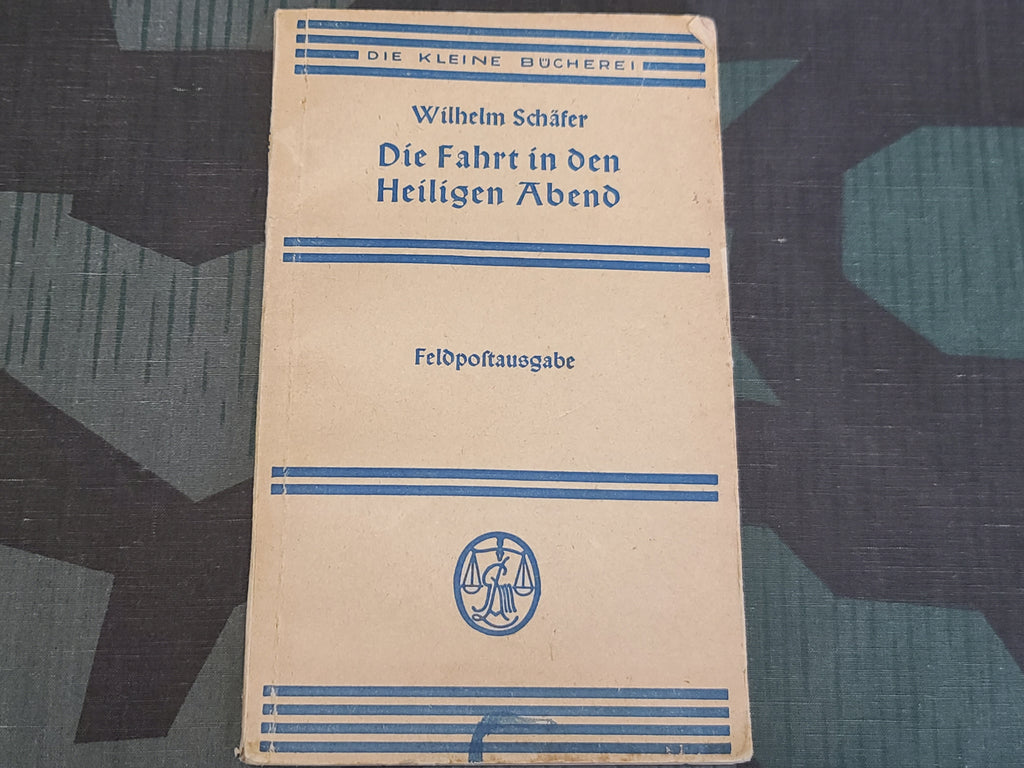 DIE KLEINE BÜCHEREI
Wilhelm Schäfer
Die Fahrt in den
Heiligen Abend
Feldpoſtausgabe